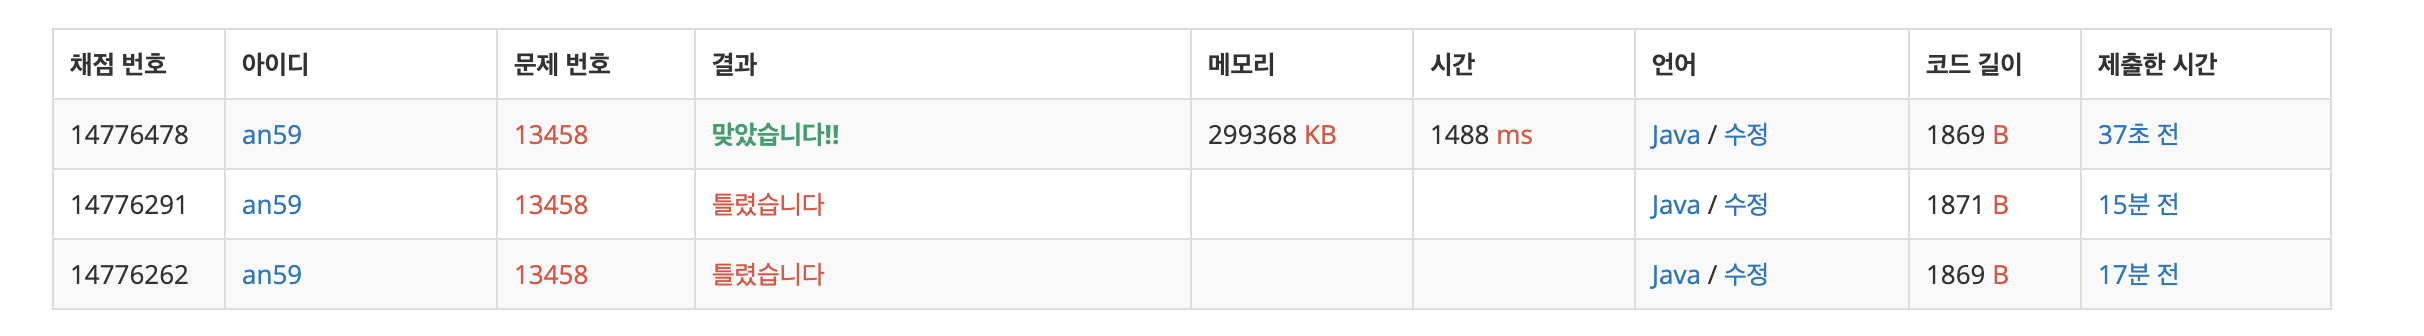 채점 번호 아이디 문제 번호 결과 메모리 시간 언어 코드 길이 제출한 시간
14776478 an59 13458 맞았습니다!! 299368 KB 1488 ms Java / 수정 1869 B 37초 전
14776291 an59 13458 틀렸습니다 Java / 수정 1871 B 15분 전
14776262 an59 13458 틀렸습니다 Java / 수정 1869 B 17분 전